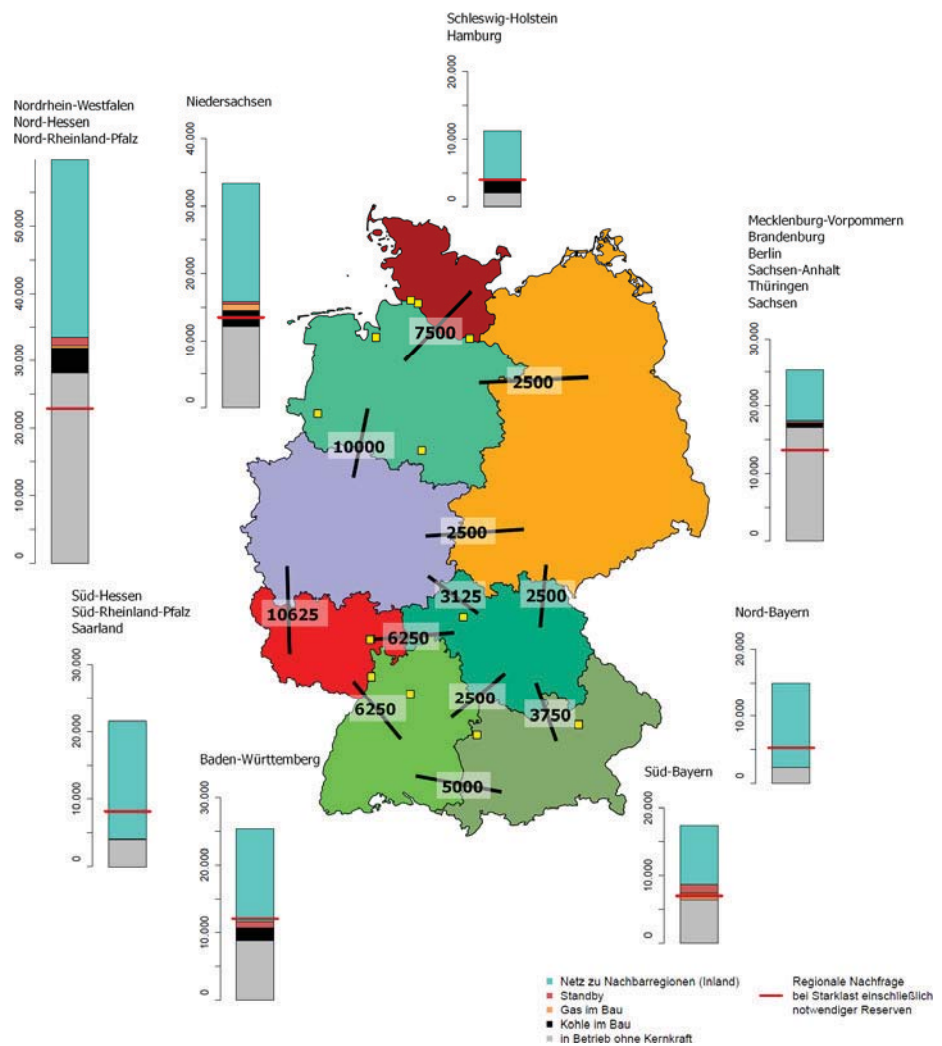 Schleswig-Holstein
Hamburg
20.000
10.000
0
Nordrhein-Westfalen
Nord-Hessen
Nord-Rheinland-Pfalz
50.000
40.000
30.000
20.000
10.000
0
Niedersachsen
40.000
30.000
20.000
10.000
0
Mecklenburg-Vorpommern
Brandenburg
Berlin
Sachsen-Anhalt
Thüringen
Sachsen
30.000
20.000
10.000
0
7500
2500
10000
2500
3125
2500
10625
6250
2500
6250
3750
5000
Süd-Hessen
Süd-Rheinland-Pfalz
Saarland
30.000
20.000
10.000
0
Nord-Bayern
20.000
10.000
0
Baden-Württemberg
30.000
20.000
10.000
0
Süd-Bayern
20.000
10.000
0
Netz zu Nachbarregionen (Inland)
Standby
Gas im Bau
Kohle im Bau
in Betrieb ohne Kernkraft
Regionale Nachfrage
bei Starklast einschließlich
notwendiger Reserven